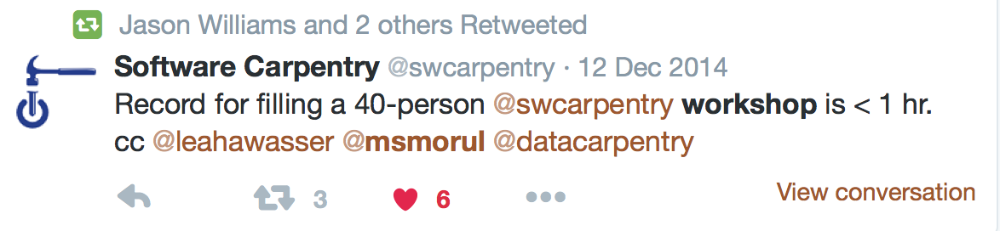 Jason Williams and 2 others Retweeted
Software Carpentry @swcarpentry · 12 Dec 2014
Record for filling a 40-person @swcarpentry workshop is < 1 hr.
cc @leahawasser @msmorul @datacarpentry
3 6 View conversation